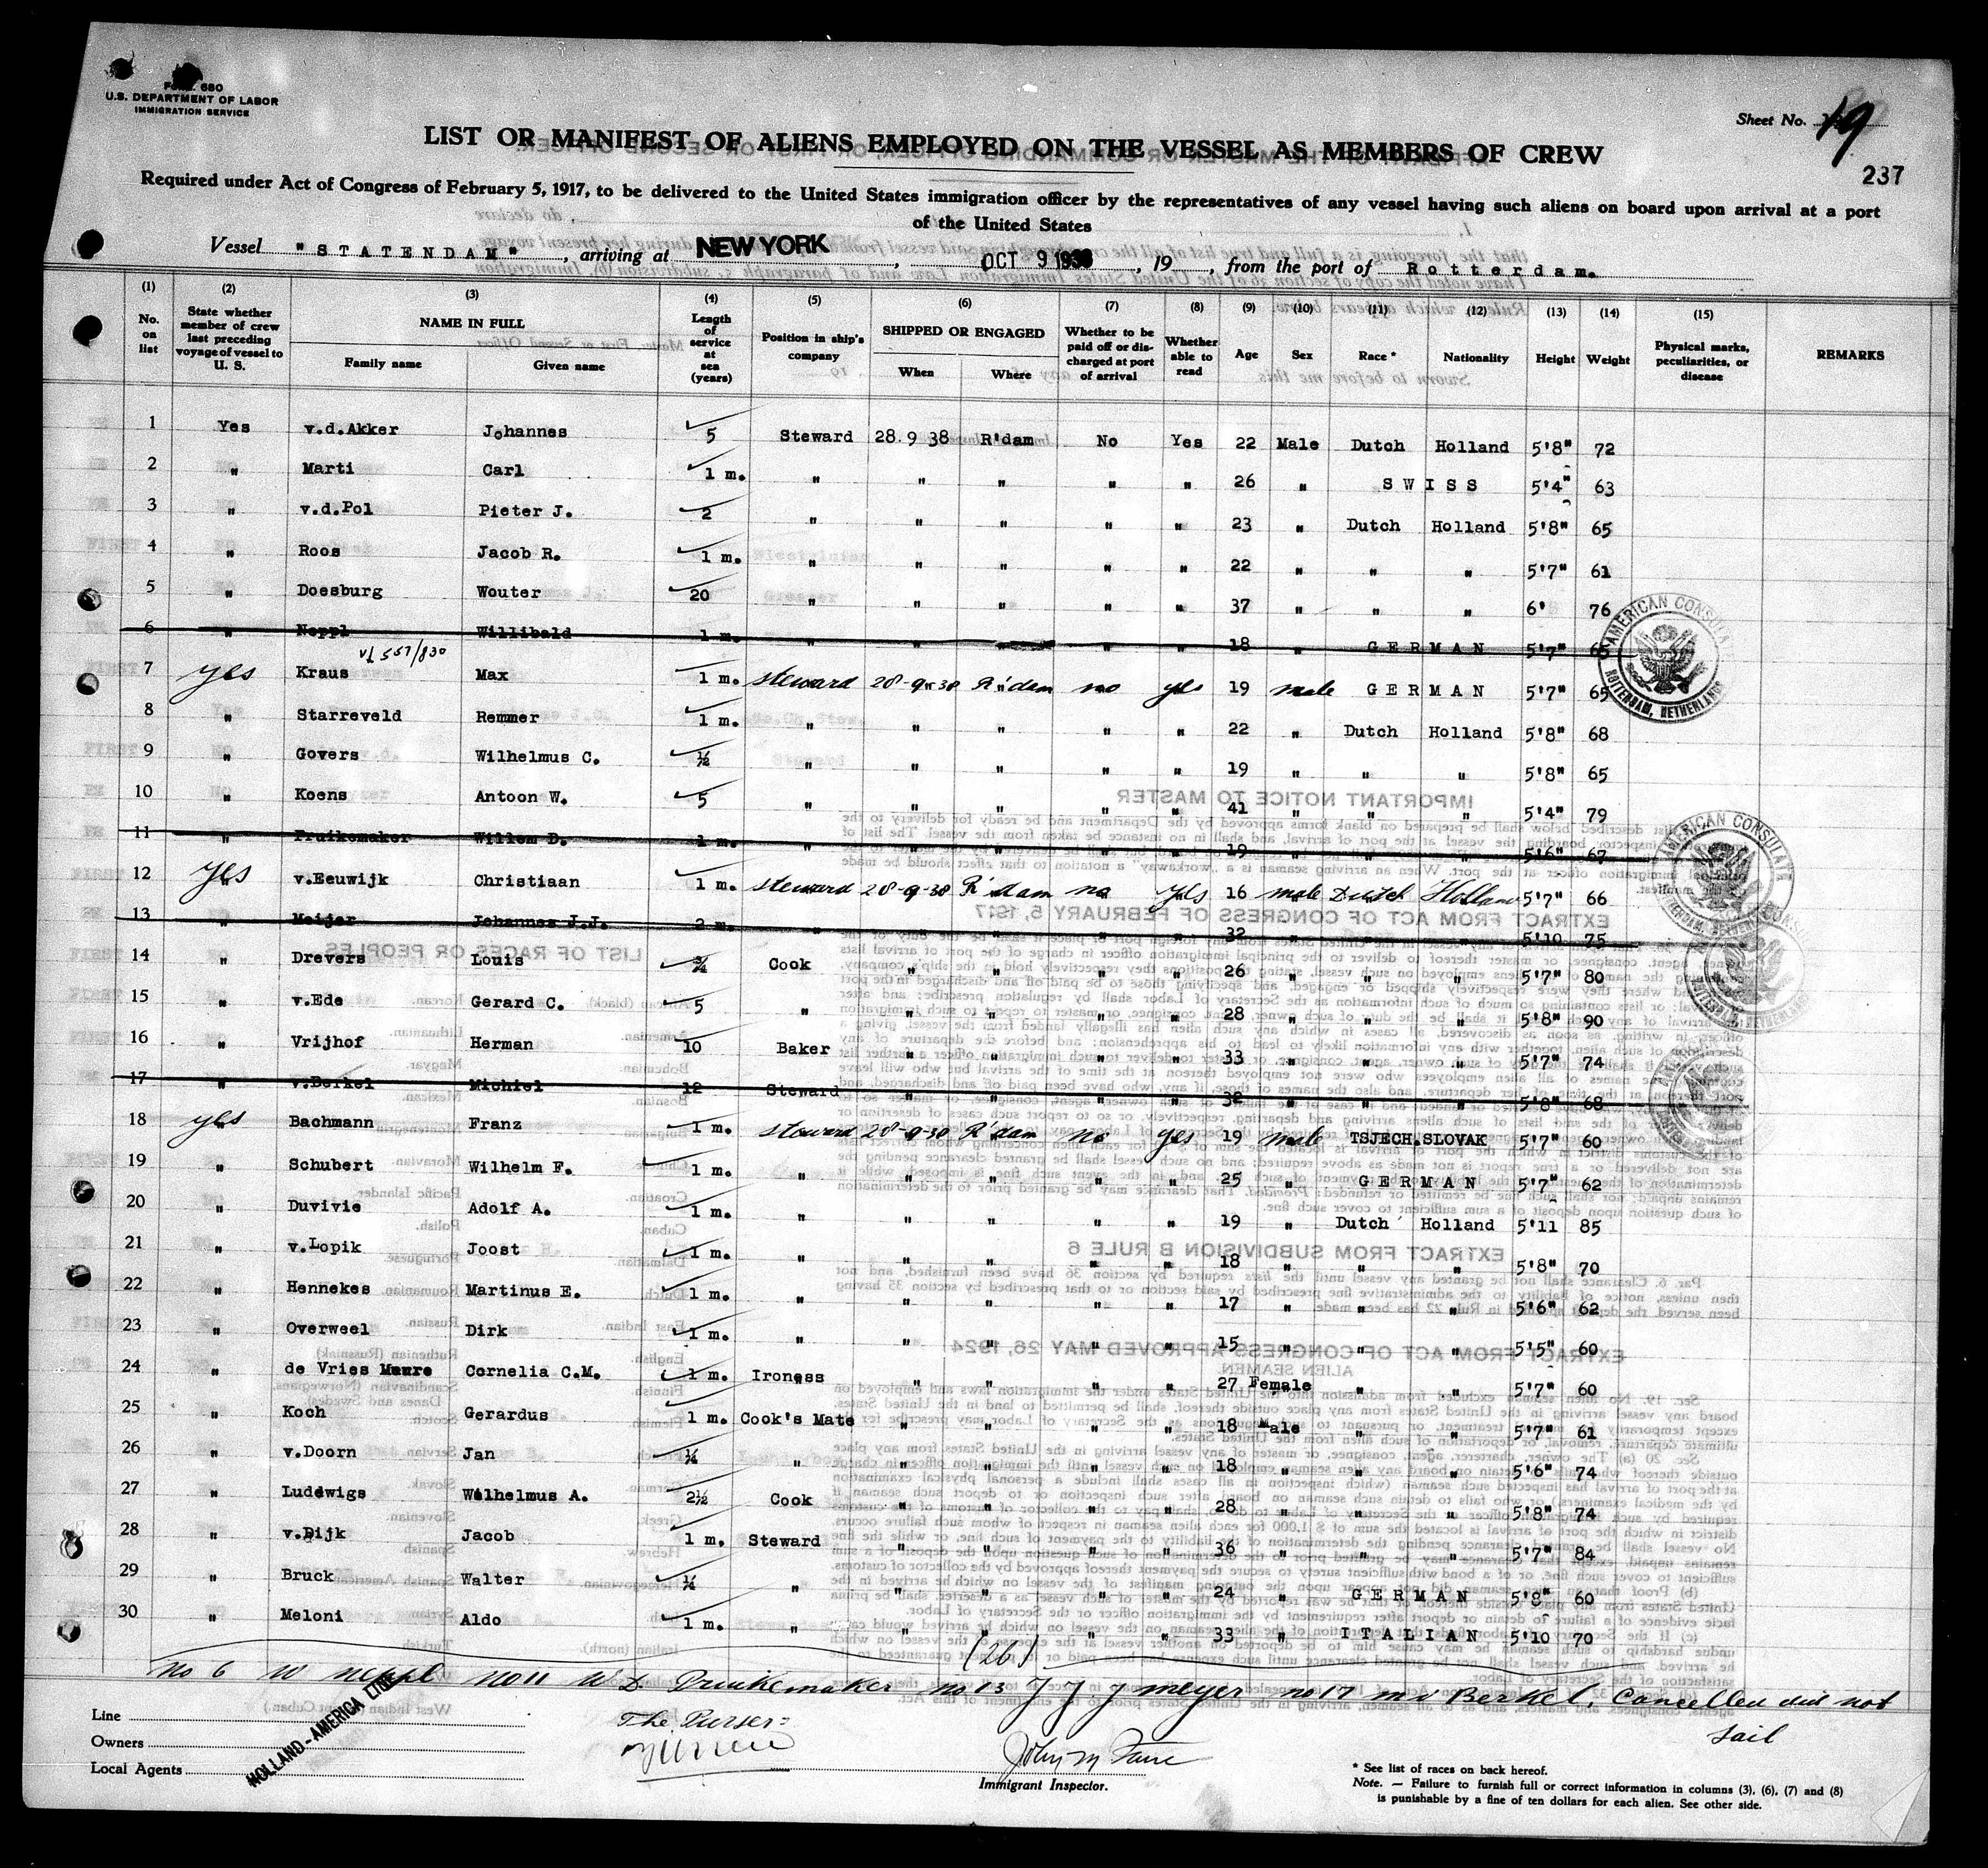 Form 680
U.S. DEPARTMENT OF LABOR
IMMIGRATION SERVICE
Sheet No. 19
237
LIST OR MANIFEST OF ALIENS EMPLOYED ON THE VESSEL AS MEMBERS OF CREW
Required under Act of Congress of February 5, 1917, to be delivered to the United States immigration officer by the representatives of any vessel having such aliens on board upon arrival at a port
of the United States
Vessel "STATENDAM", arriving at NEW YORK, OCT 9 1938, 19, from the port of Rotterdam.
(1) (2) (3) (4) (5) (6) (7) (8) (9) (10) (11) (12) (13) (14) (15)
No. on list
State whether member of crew last preceding voyage of vessel to U. S.
NAME IN FULL
Family name Given name
Length of service at sea (years)
Position in ship's company
SHIPPED OR ENGAGED
When Where
Whether to be paid off or discharged at port of arrival
Whether able to read
Age Sex Race * Nationality Height Weight
Physical marks, peculiarities, or disease
REMARKS
1 Yes v.d.Akker Johannes 5 Steward 28.9 38 R'dam No Yes 22 Male Dutch Holland 5'8" 72
2 " Marti Carl 1 m. " " " " " 26 " SWISS 5'4" 63
3 " v.d.Pol Pieter J. 2 " " " " " 23 " Dutch Holland 5'8" 65
4 " Roos Jacob R. 1 m. " " " " " 22 " " " 5'7" 61
5 " Doesburg Wouter 20 " " " " " 37 " " " 6' 76
6 " Neppl Willibald 1 m. " " " " " 18 " GERMAN 5'7" 65
7 yes Kraus Max 1 m. steward 28-9-38 R'dam no yes 19 male GERMAN 5'7" 65
8 " Starreveld Remmer 1 m. " " " " " 22 " Dutch Holland 5'8" 68
9 " Govers Wilhelmus C. ½ " " " " " 19 " " " 5'8" 65
10 " Koens Antoon W. 5 " " " " " 41 " " " 5'4" 79
11 " Pruikemaker Willem D. 1 m. " " " " " 19 " " " 5'6" 67
12 yes v.Eeuwijk Christiaan 1 m. steward 28-9-38 R'dam no yes 16 male Dutch Holland 5'7" 66
13 " Meijer Johannes J.J. 2 m. " " " " " 32 " " " 5'10 75
14 " Drevers Louis ¾ Cook " " " " 26 " " " 5'7" 80
15 " v.Ede Gerard C. 5 " " " " " 28 " " " 5'8" 90
16 " Vrijhof Herman 10 Baker " " " " 33 " " " 5'7" 74
17 " v.Berkel Michiel 12 Steward " " " " 32 " " " 5'8" 68
18 yes Bachmann Franz 1 m. steward 28-9-38 R'dam no yes 19 male TSJECH.SLOVAK 5'7" 60
19 " Schubert Wilhelm F. 1 m. " " " " " 25 " GERMAN 5'7" 62
20 " Duvivie Adolf A. 1 m. " " " " " 19 " Dutch Holland 5'11 85
21 " v.Lopik Joost 1 m. " " " " " 18 " " " 5'8" 70
22 " Hennekes Martinus E. 1 m. " " " " " 17 " " " 5'6" 62
23 " Overweel Dirk 1 m. " " " " " 15 " " " 5'5" 60
24 " de Vries Cornelia C.M. 1 m. Ironess " " " " 27 Female " " 5'7" 60
25 " Koch Gerardus 1 m. Cook's Mate " " " " 18 Male " " 5'7" 61
26 " v.Doorn Jan ¼ " " " " " 18 " " " 5'6" 74
27 " Luddwigs Wilhelmus A. 2½ Cook " " " " 28 " " " 5'8" 74
28 " v.Dijk Jacob 1 m. Steward " " " " 36 " " " 5'7" 84
29 " Bruck Walter ¼ " " " " " 24 " GERMAN 5'8" 60
30 " Meloni Aldo 1 m. " " " " " 33 " ITALIAN 5'10 70
(26)
no 6 W Neppl no 11 W D Pruikemaker no 13 J J J meyer no 17 m v Berkel. Cancelled did not
sail
AMERICAN CONSULATE
ROTTERDAM, NETHERLANDS
Line
Owners
Local Agents
HOLLAND-AMERICA LINE
The Purser:
Immigrant Inspector.
* See list of races on back hereof.
Note. — Failure to furnish full or correct information in columns (3), (6), (7) and (8)
is punishable by a fine of ten dollars for each alien. See other side.